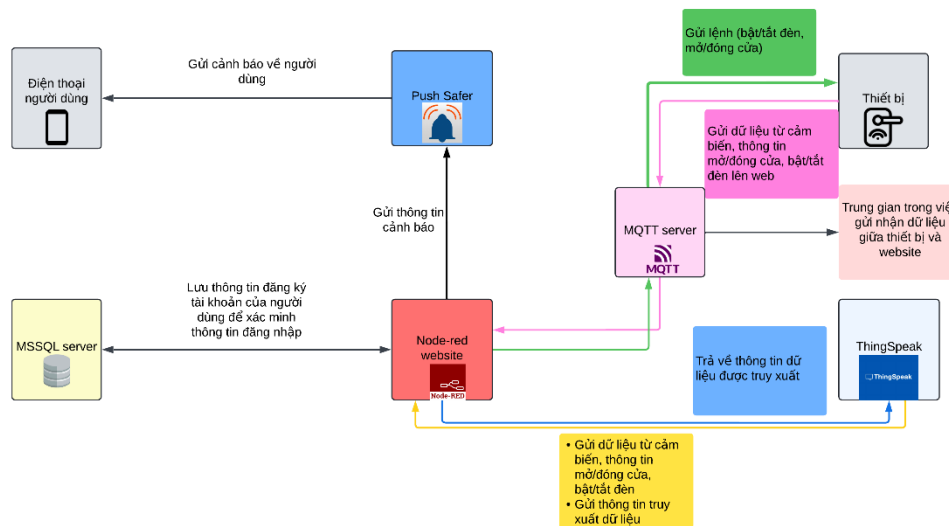 Gửi lệnh (bật/tắt đèn,
mở/đóng cửa)
Gửi cảnh báo về người
dùng
Điện thoại
người dùng
Push Safer
Thiết bị
Gửi dữ liệu từ cảm
biến, thông tin
mở/đóng cửa, bật/tắt
đèn lên web
Gửi thông tin
cảnh báo
MQTT server
MQTT
Trung gian trong việ
gửi nhận dữ liệu
giữa thiết bị và
website
Lưu thông tin đăng ký
tài khoản của người
dùng để xác minh
thông tin đăng nhập
MSSQL server
Node-red
website
Node-RED
Trả về thông tin dữ
liệu được truy xuất
ThingSpeak
ThingSpeak
• Gửi dữ liệu từ cảm
biến, thông tin
mở/đóng cửa,
bật/tắt đèn
• Gửi thông tin truy
xuất dữ liệu